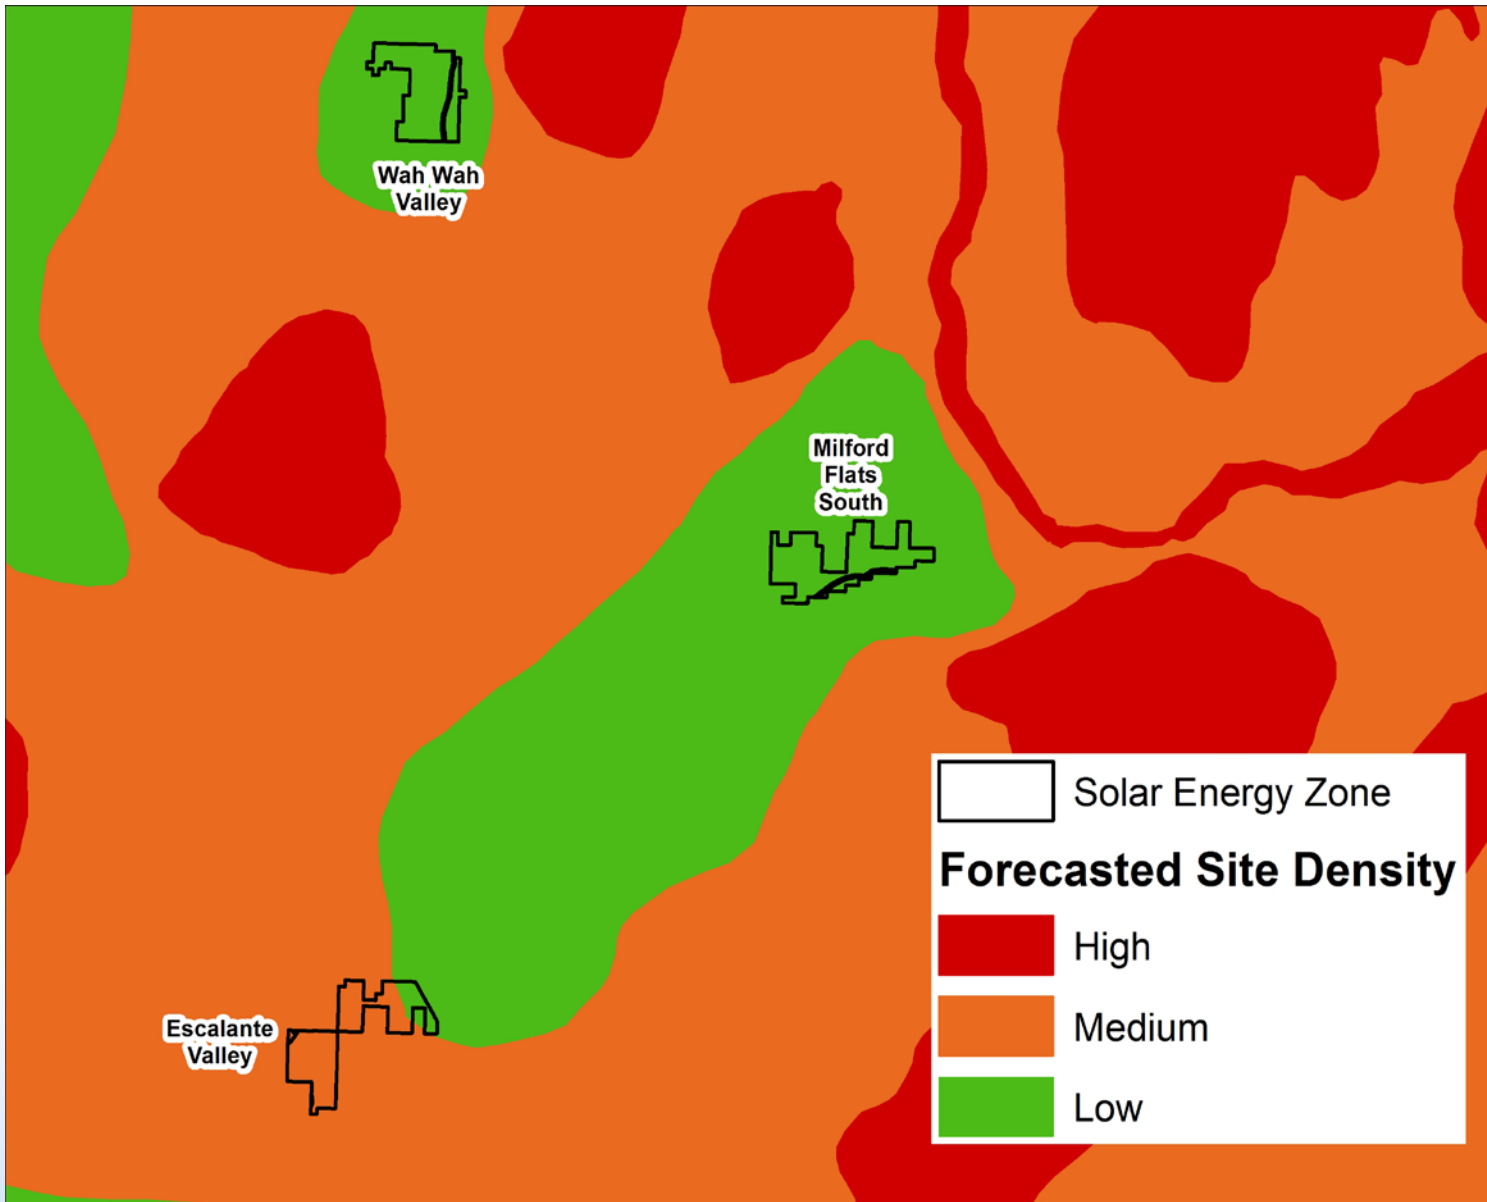 Wah Wah
Valley
Milford
Flats
South
Escalante
Valley
Solar Energy Zone
Forecasted Site Density
High
Medium
Low